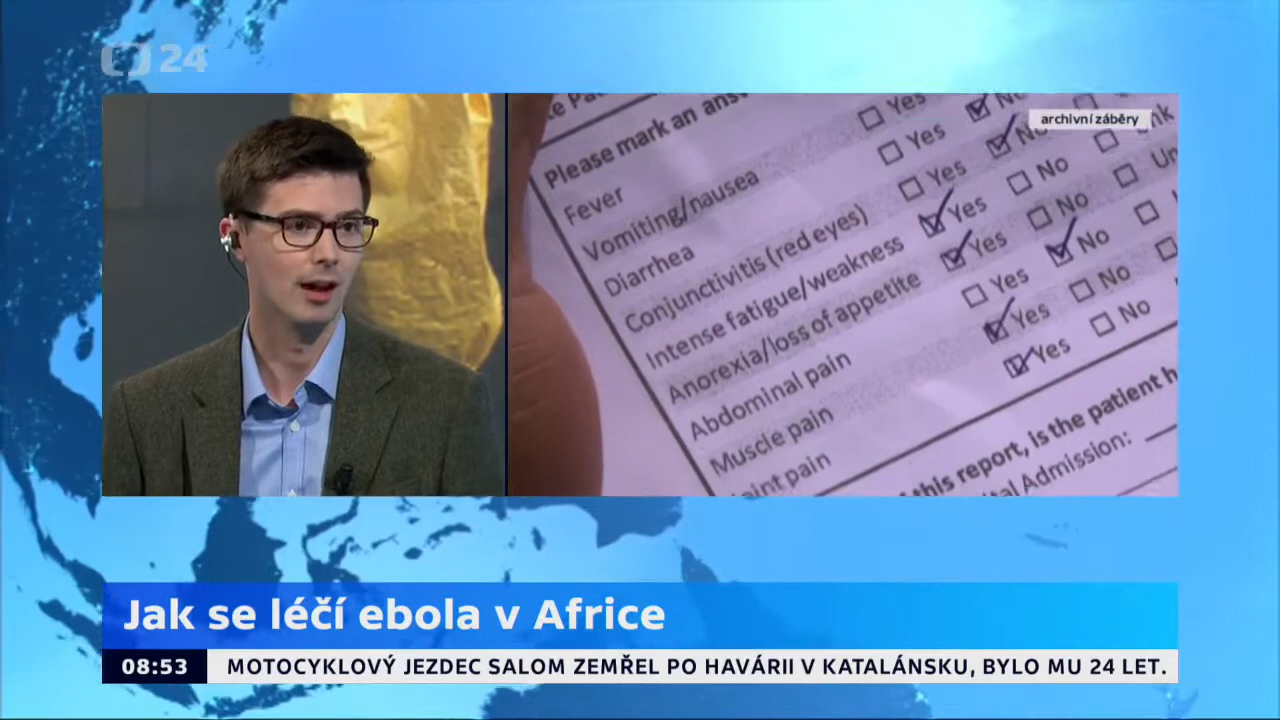 24
archivní záběry
Please mark an
Fever
Yes
Vomiting/nausea
Yes
Diarrhea
Yes
No
Conjunctivitis (red eyes)
Yes
No
Intense fatigue/weakness
Yes
No
Anorexia/loss of appetite
Yes
No
Abdominal pain
Yes
No
Muscle pain
Yes
No
pain
Yes
No
this report, is the patient
Admission:
Jak se léčí ebola v Africe
08:53 MOTOCYKLOVÝ JEZDEC SALOM ZEMŘEL PO HAVÁRII V KATALÁNSKU, BYLO MU 24 LET.